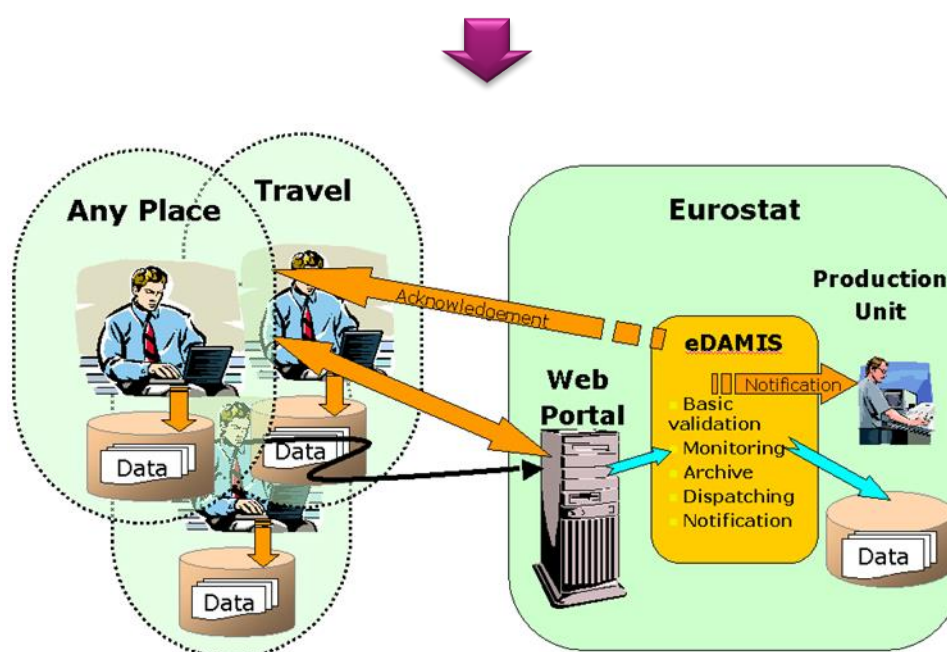 Any Place
Travel
Data
Data
Data
Acknowledgement
Eurostat
Web
Portal
eDAMIS
Notification
Basic
validation
Monitoring
Archive
Dispatching
Notification
Production
Unit
Data